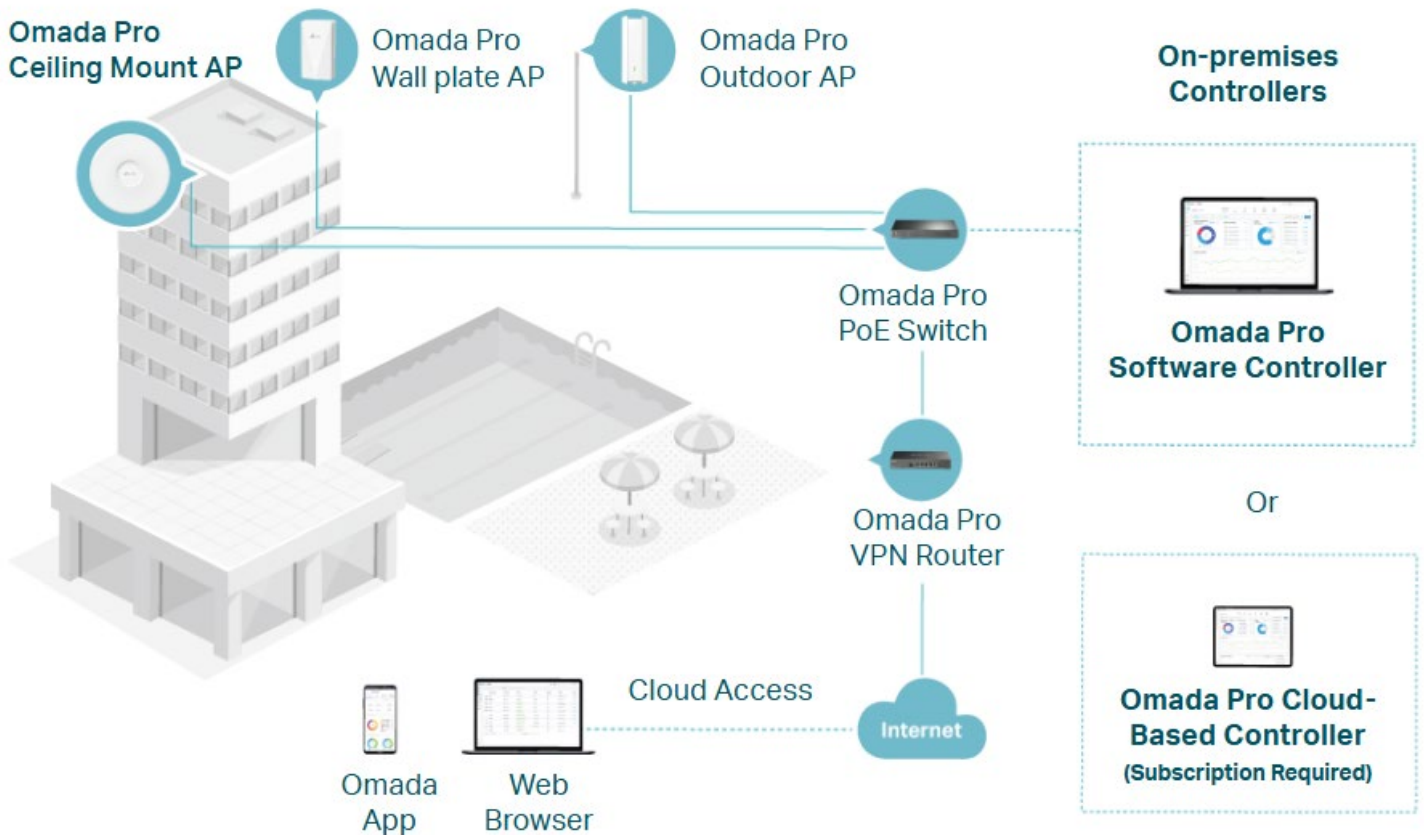 Omada Pro
Ceiling Mount AP
Omada Pro
Wall plate AP
Omada Pro
Outdoor AP
On-premises
Controllers
Omada Pro
PoE Switch
Omada Pro
Software Controller
Omada Pro
VPN Router
Or
Cloud Access
Internet
Omada
App
Web
Browser
Omada Pro Cloud-
Based Controller
(Subscription Required)